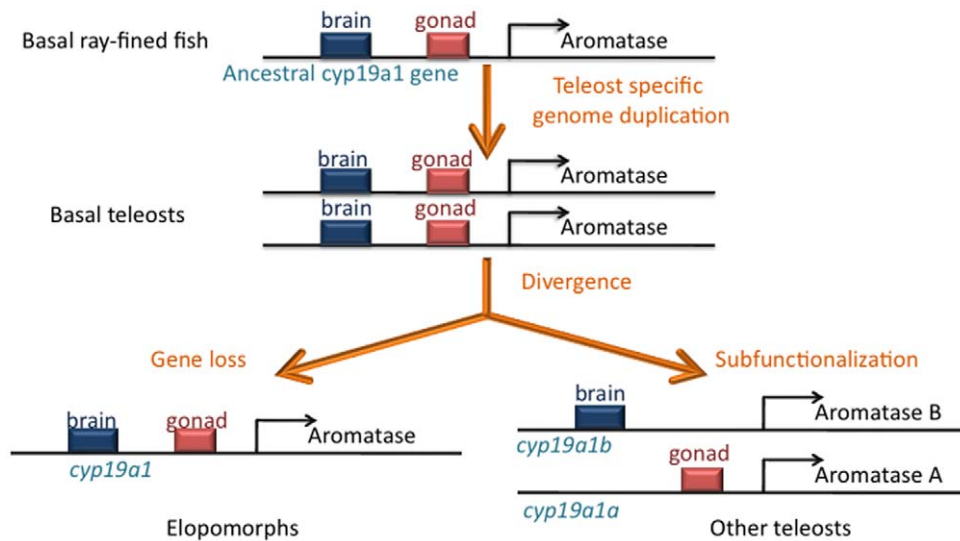 brain gonad
Basal ray-fined fish Aromatase
Ancestral cyp19a1 gene
Teleost specific
genome duplication
brain gonad
Aromatase
Basal teleosts
brain gonad
Aromatase
Divergence
Gene loss
Subfunctionalization
brain gonad
Aromatase
cyp19a1
Elopomorphs
brain
Aromatase B
cyp19a1b
gonad
Aromatase A
cyp19a1a
Other teleosts